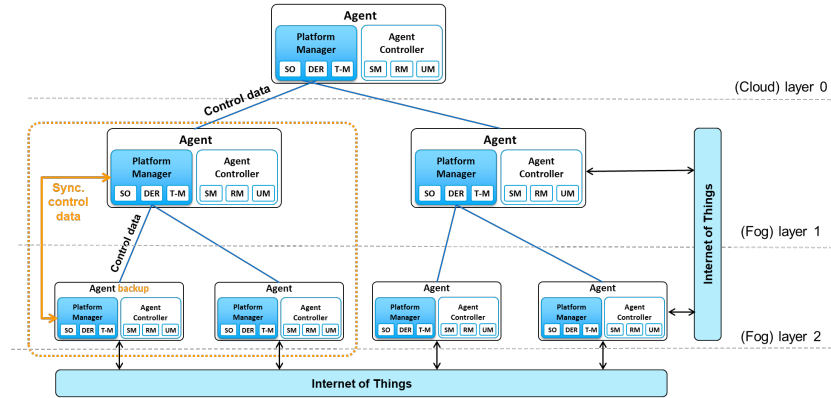 Agent
Platform Manager
Agent Controller
SO DER T-M
SM RM UM
(Cloud) layer 0
Control data
Agent
Platform Manager
Agent Controller
SO DER T-M
SM RM UM
Agent
Platform Manager
Agent Controller
SO DER T-M
SM RM UM
Sync. control data
Control data
Internet of Things
(Fog) layer 1
Agent backup
Platform Manager
Agent Controller
SO DER T-M
SM RM UM
Agent
Platform Manager
Agent Controller
SO DER T-M
SM RM UM
Agent
Platform Manager
Agent Controller
SO DER T-M
SM RM UM
Agent
Platform Manager
Agent Controller
SO DER T-M
SM RM UM
(Fog) layer 2
Internet of Things